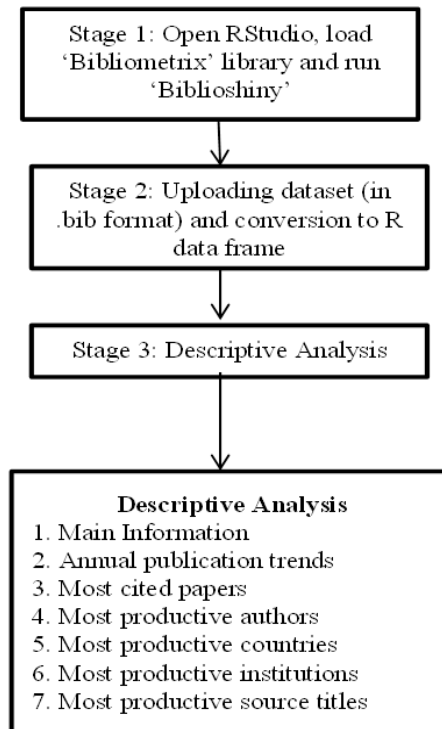 Stage 1: Open RStudio, load
‘Bibliometrix’ library and run
‘Biblioshiny’
Stage 2: Uploading dataset (in
.bib format) and conversion to R
data frame
Stage 3: Descriptive Analysis
Descriptive Analysis
1. Main Information
2. Annual publication trends
3. Most cited papers
4. Most productive authors
5. Most productive countries
6. Most productive institutions
7. Most productive source titles